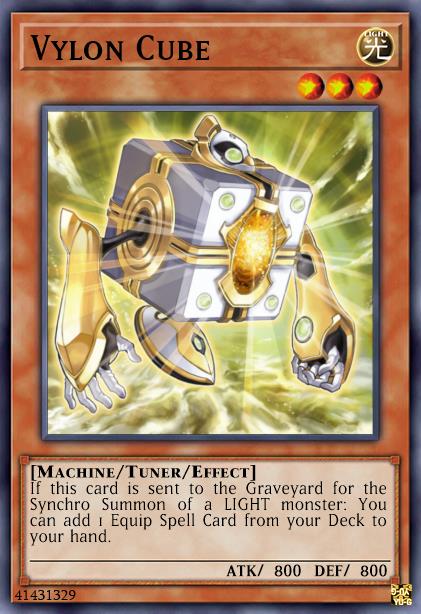 Vylon Cube
LIGHT
光
[Machine/Tuner/Effect]
If this card is sent to the Graveyard for the
Synchro Summon of a LIGHT monster: You
can add 1 Equip Spell Card from your Deck to
your hand.
ATK/ 800 DEF/ 800
41431329